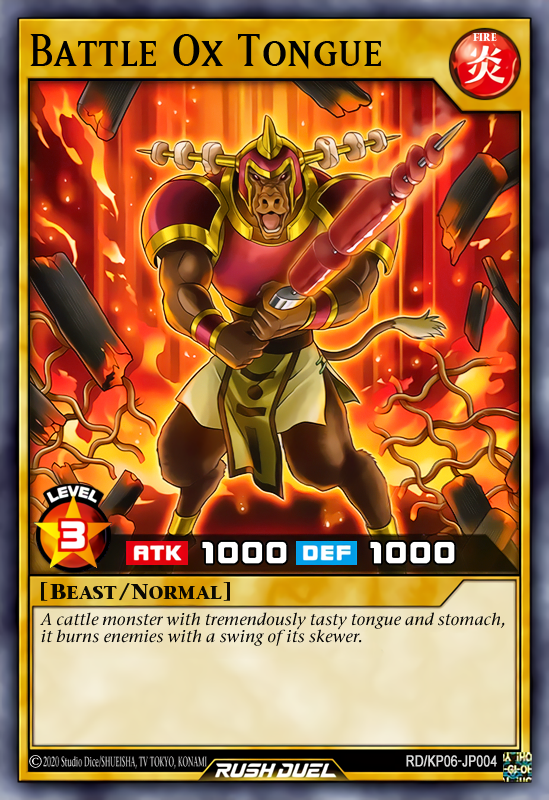 BATTLE OX TONGUE
FIRE
炎
LEVEL
3
ATK 1000 DEF 1000
[BEAST/NORMAL]
A cattle monster with tremendously tasty tongue and stomach,
it burns enemies with a swing of its skewer.
©2020 Studio Dice/SHUEISHA, TV TOKYO, KONAMI
RUSH DUEL
RD/KP06-JP004